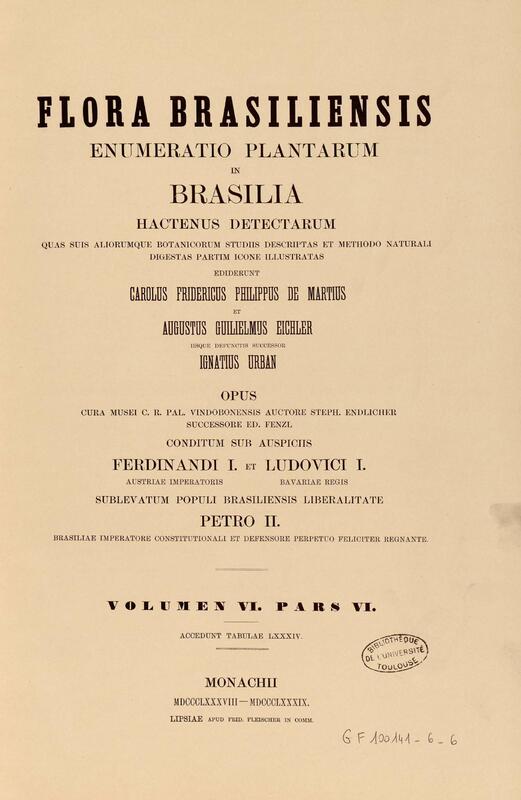 FLORA BRASILIENSIS
ENUMERATIO PLANTARUM
IN
BRASILIA
HACTENUS DETECTARUM
QUAS SUIS ALIORUMQUE BOTANICORUM STUDIIS DESCRIPTAS ET METHODO NATURALI
DIGESTAS PARTIM ICONE ILLUSTRATAS
EDIDERUNT
CAROLUS FRIDERICUS PHILIPPUS DE MARTIUS
ET
AUGUSTUS GUILIELMUS EICHLER
IISQUE DEFUNCTIS SUCCESSOR
IGNATIUS URBAN
OPUS
CURA MUSEI C. R. PAL. VINDOBONENSIS AUCTORE STEPH. ENDLICHER
SUCCESSORE ED. FENZL
CONDITUM SUB AUSPICIIS
FERDINANDI I. ET LUDOVICI I.
AUSTRIAE IMPERATORIS BAVARIAE REGIS
SUBLEVATUM POPULI BRASILIENSIS LIBERALITATE
PETRO II.
BRASILIAE IMPERATORE CONSTITUTIONALI ET DEFENSORE PERPETUO FELICITER REGNANTE.
VOLUMEN VI. PARS VI.
ACCEDUNT TABULAE LXXXIV.
BIBLIOTHÈQUE
DE L'UNIVERSITÉ
TOULOUSE
MONACHII
MDCCCLXXXVIII—MDCCCLXXXIX.
LIPSIAE APUD FRID. FLEISCHER IN COMM.
GF 100141-6-6